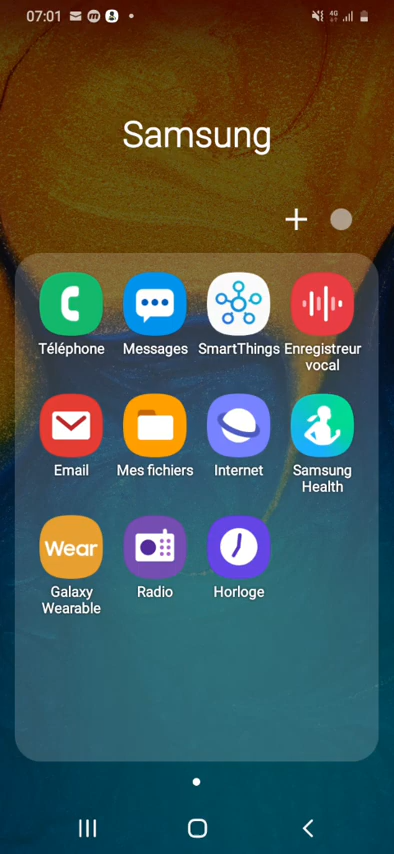 07:01
4G
Samsung
Téléphone
Messages
SmartThings
Enregistreur
vocal
Email
Mes fichiers
Internet
Samsung
Health
Wear
Galaxy
Wearable
Radio
Horloge